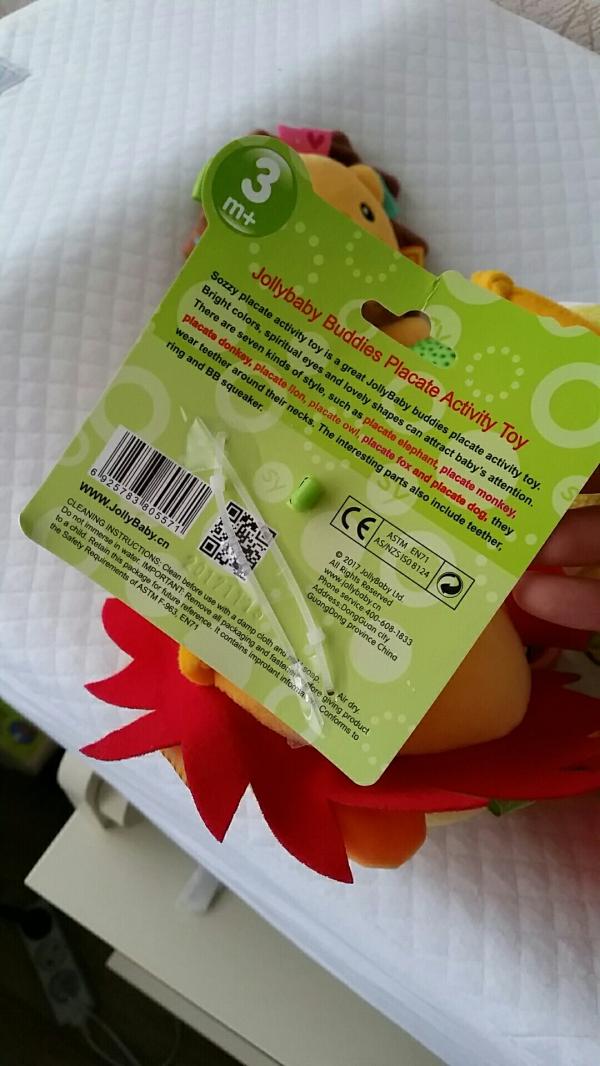 3
m+
Jollybaby Buddies Placate Activity Toy
Sozzy placate activity toy is a great JollyBaby buddies placate activity toy.
Bright colors, spiritual eyes and lovely shapes can attract baby's attention.
There are seven kinds of style, such as placate elephant, placate monkey,
placate donkey, placate lion, placate owl, placate fox and placate dog, they
wear teether around their necks. The interesting parts also include teether,
ring and BB squeaker.
6 925783 805577
www.JollyBaby.cn
CLEANING INSTRUCTIONS: Clean before use with a damp cloth and soap. Air dry.
Do not immerse in water. IMPORTANT: Remove all packaging and before giving product
to a child. Retain this package for future reference. It contains improtant Conforms to
the Safety Requirements of ASTM F-963, EN71
CE
ASTM EN71
AS/NZS ISO8124
© 2017 JollyBaby Ltd.
All Rights Reserved
www.jollybaby.cn
Phone service:400-608-1833
Address:DongGuan city
GuangDong province China